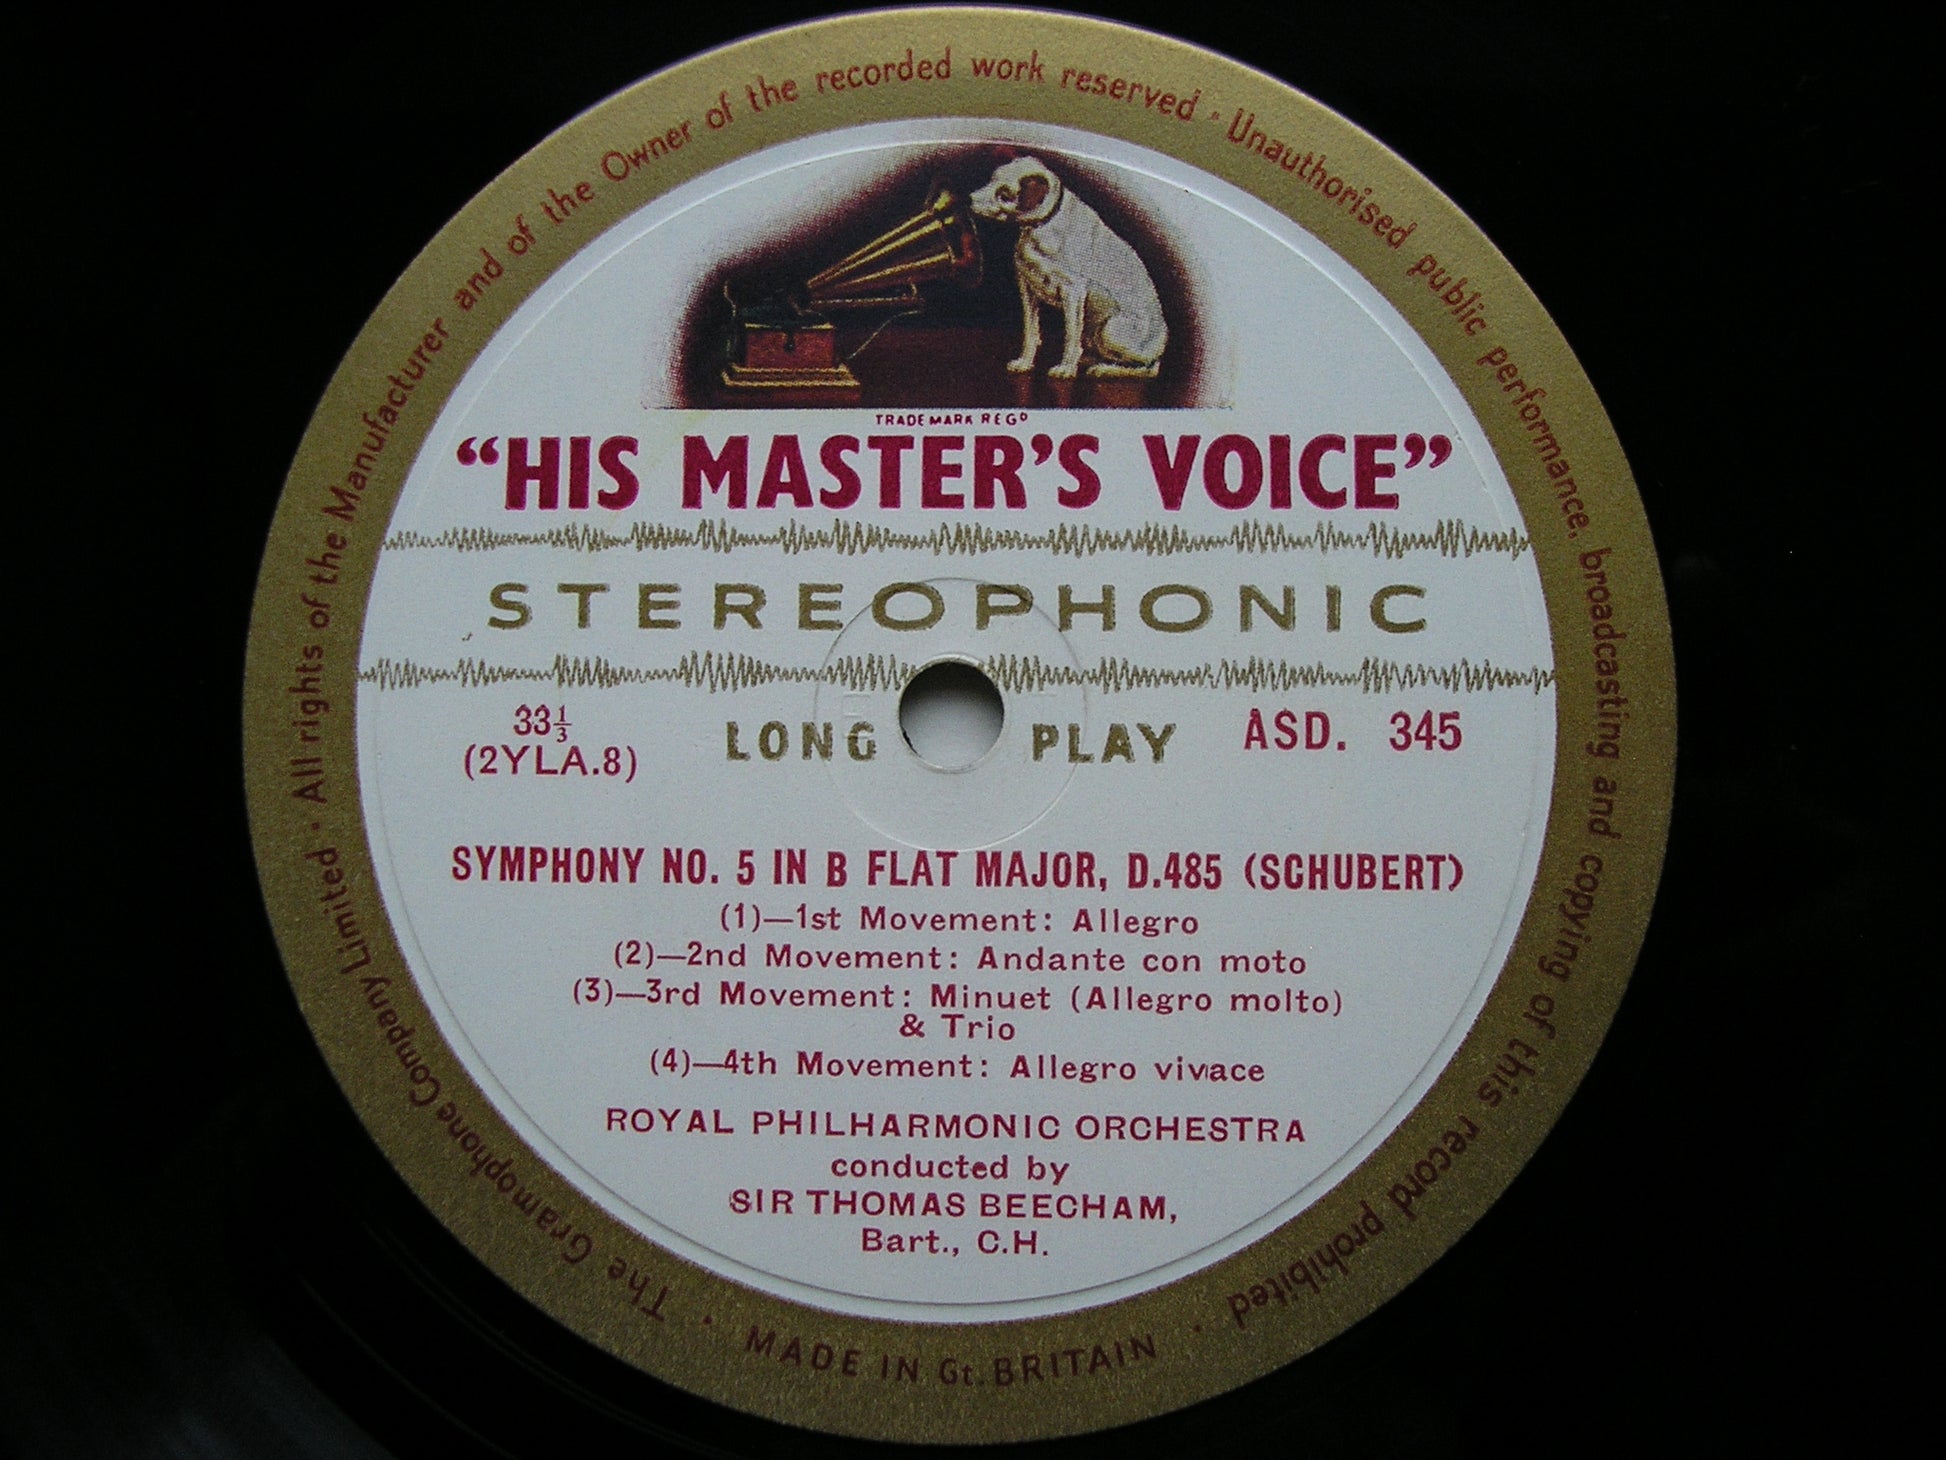 All rights of the Manufacturer and of the Owner of the recorded work reserved · Unauthorised public performance, broadcasting and copying of this record prohibited ·
TRADE MARK REGD
“HIS MASTER’S VOICE”
STEREOPHONIC
33⅓
(2YLA.8)
LONG PLAY
ASD. 345
SYMPHONY NO. 5 IN B FLAT MAJOR, D.485 (SCHUBERT)
(1)—1st Movement: Allegro
(2)—2nd Movement: Andante con moto
(3)—3rd Movement: Minuet (Allegro molto)
& Trio
(4)—4th Movement: Allegro vivace
ROYAL PHILHARMONIC ORCHESTRA
conducted by
SIR THOMAS BEECHAM,
Bart., C.H.
The Gramophone Company Limited ·
MADE IN Gt. BRITAIN ·